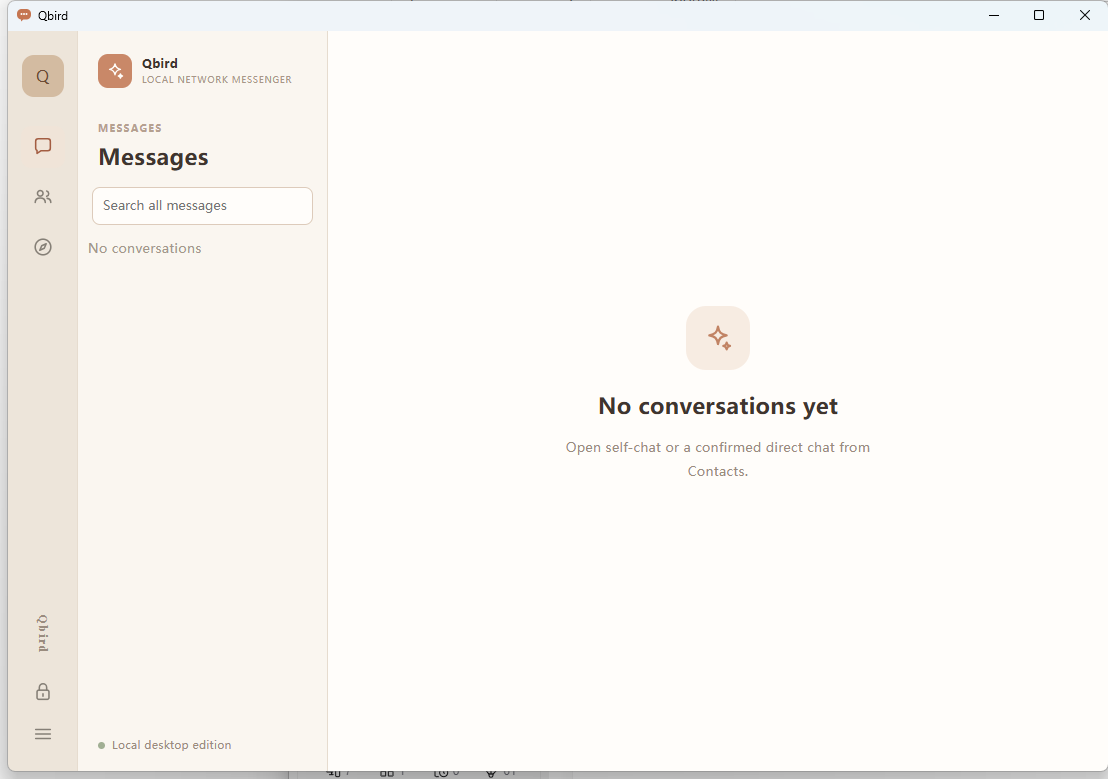 Qbird
Q
Qbird
LOCAL NETWORK MESSENGER
MESSAGES
Messages
Search all messages
No conversations
No conversations yet
Open self-chat or a confirmed direct chat from
Contacts.
Qbird
Local desktop edition